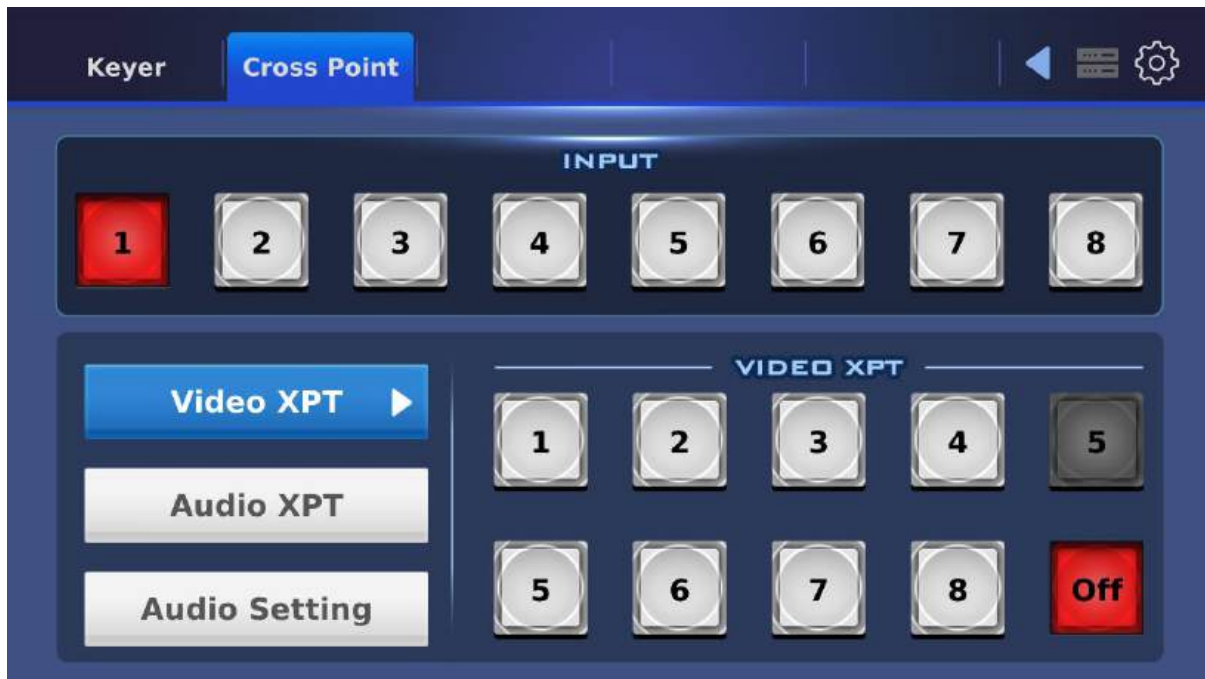 Keyer Cross Point
INPUT
1 2 3 4 5 6 7 8
Video XPT
Audio XPT
Audio Setting
VIDEO XPT
1 2 3 4 5
5 6 7 8 Off